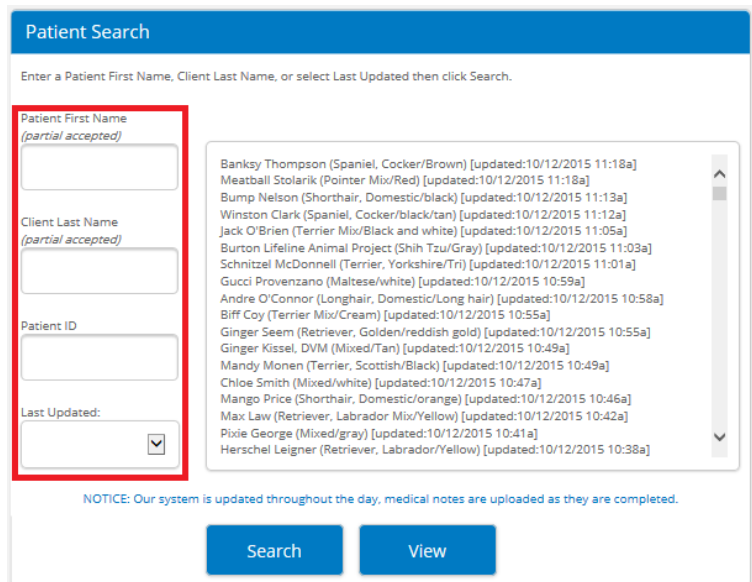 Patient Search
Enter a Patient First Name, Client Last Name, or select Last Updated then click Search.
Patient First Name
(partial accepted)
Client Last Name
(partial accepted)
Patient ID
Last Updated:
Banksy Thompson (Spaniel, Cocker/Brown) [updated:10/12/2015 11:18a]
Meatball Stolarik (Pointer Mix/Red) [updated:10/12/2015 11:18a]
Bump Nelson (Shorthair, Domestic/black) [updated:10/12/2015 11:13a]
Winston Clark (Spaniel, Cocker/black/tan) [updated:10/12/2015 11:12a]
Jack O'Brien (Terrier Mix/Black and white) [updated:10/12/2015 11:05a]
Burton Lifeline Animal Project (Shih Tzu/Gray) [updated:10/12/2015 11:03a]
Schnitzel McDonnell (Terrier, Yorkshire/Tri) [updated:10/12/2015 11:01a]
Gucci Provenzano (Maltese/white) [updated:10/12/2015 10:59a]
Andre O'Connor (Longhair, Domestic/Long hair) [updated:10/12/2015 10:58a]
Biff Coy (Terrier Mix/Cream) [updated:10/12/2015 10:55a]
Ginger Seem (Retriever, Golden/reddish gold) [updated:10/12/2015 10:55a]
Ginger Kissel, DVM (Mixed/Tan) [updated:10/12/2015 10:49a]
Mandy Monen (Terrier, Scottish/Black) [updated:10/12/2015 10:49a]
Chloe Smith (Mixed/white) [updated:10/12/2015 10:47a]
Mango Price (Shorthair, Domestic/orange) [updated:10/12/2015 10:46a]
Max Law (Retriever, Labrador Mix/Yellow) [updated:10/12/2015 10:42a]
Pixie George (Mixed/gray) [updated:10/12/2015 10:41a]
Herschel Leigner (Retriever, Labrador/Yellow) [updated:10/12/2015 10:38a]
NOTICE: Our system is updated throughout the day, medical notes are uploaded as they are completed.
Search
View